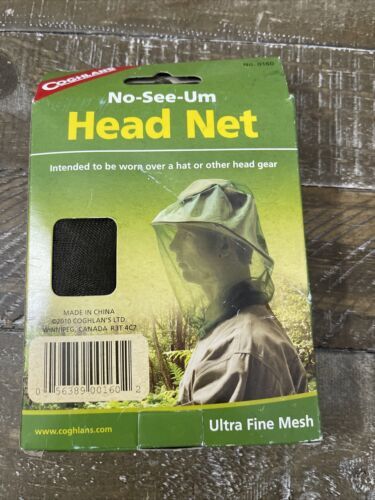 COGHLAN'S
No. 0160
No-See-Um
Head Net
Intended to be worn over a hat or other head gear
MADE IN CHINA
©2010 COGHLAN'S LTD.
WINNIPEG, CANADA R3T 4C7
0 56389 00160 2
www.coghlans.com
Ultra Fine Mesh